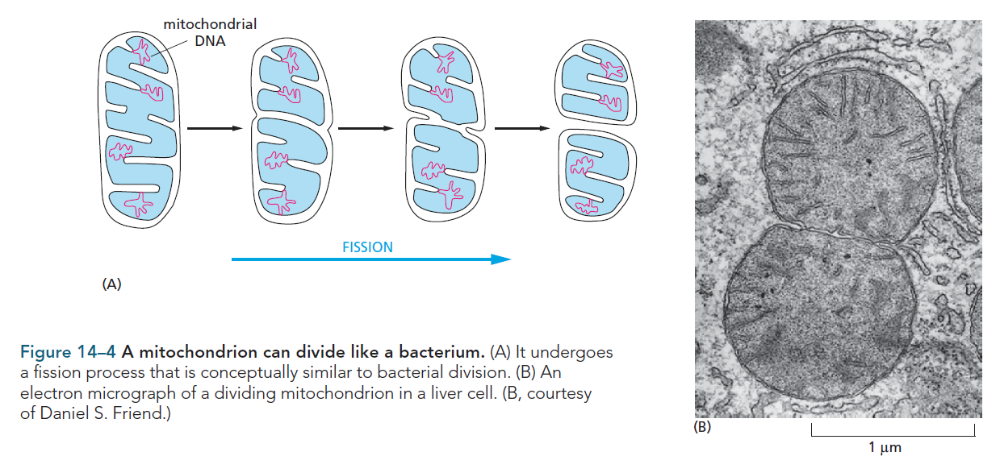 mitochondrial
DNA
FISSION
(A)
Figure 14–4 A mitochondrion can divide like a bacterium. (A) It undergoes
a fission process that is conceptually similar to bacterial division. (B) An
electron micrograph of a dividing mitochondrion in a liver cell. (B, courtesy
of Daniel S. Friend.)
(B)
1 μm